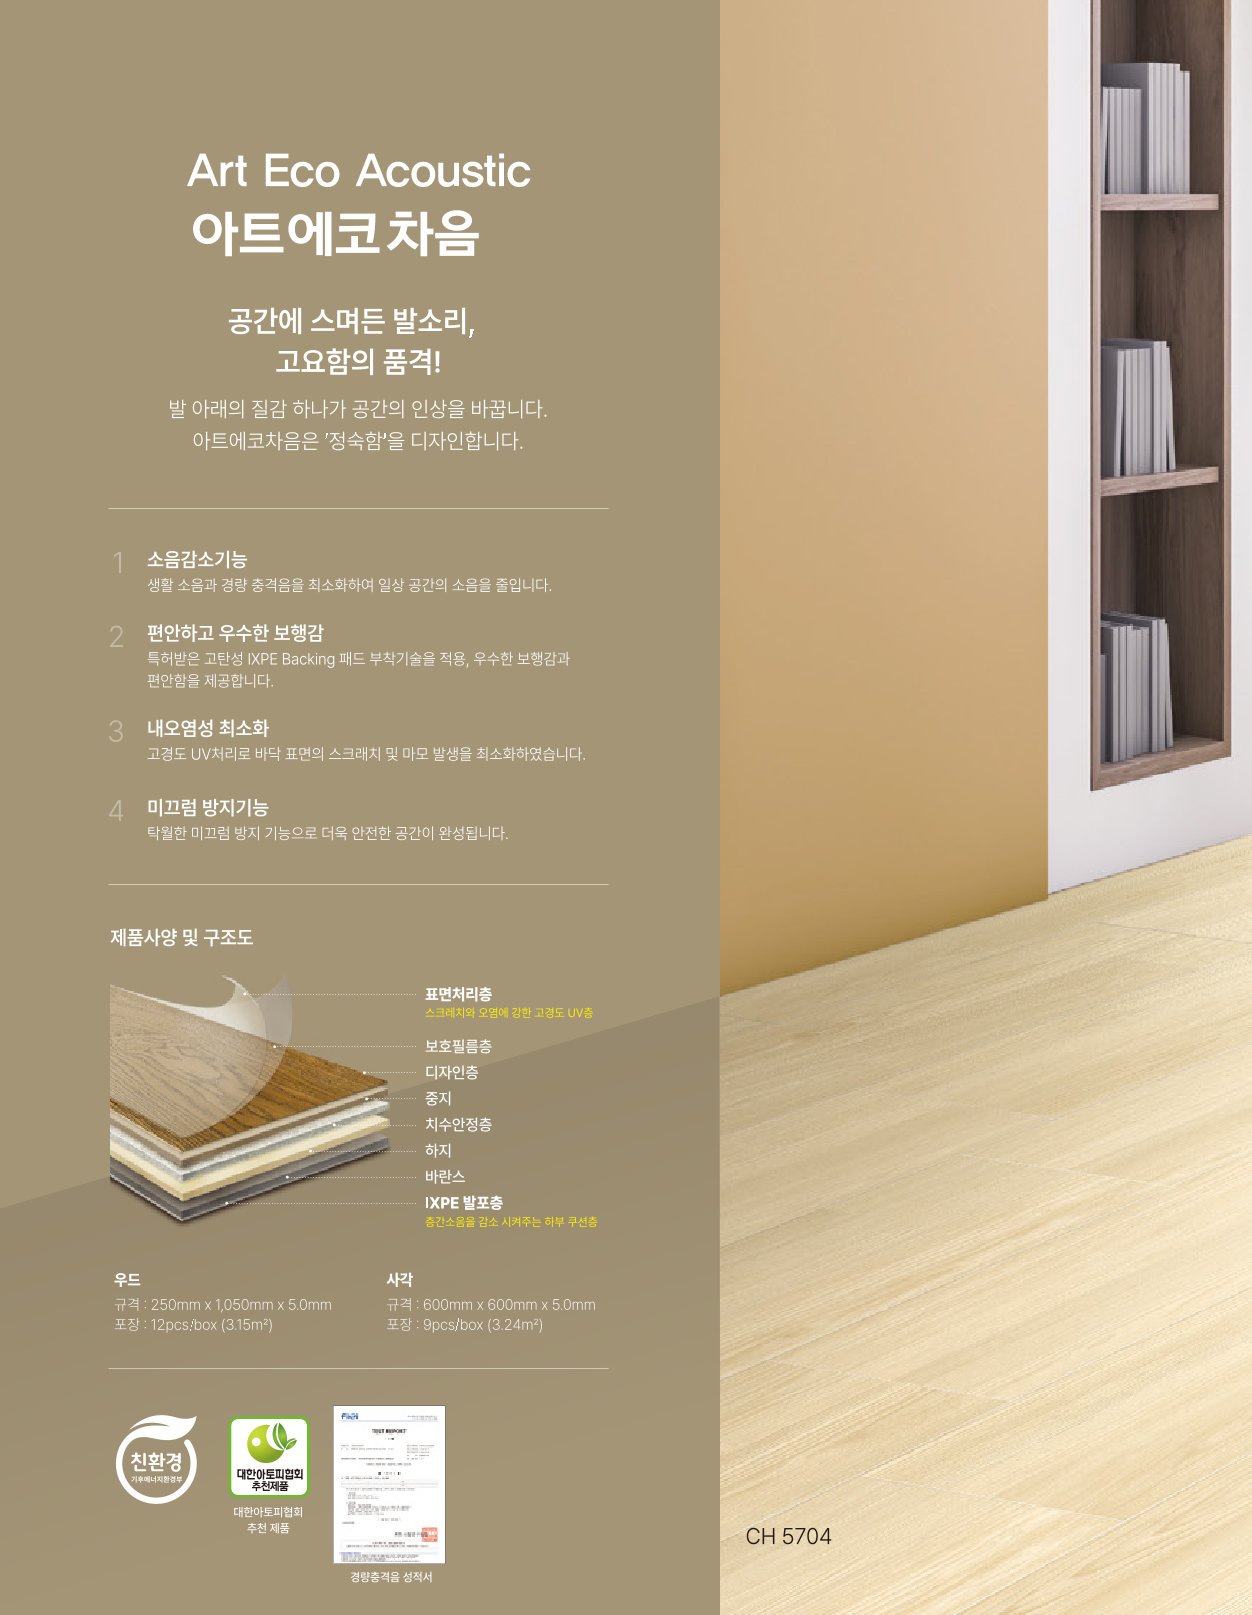 Art Eco Acoustic
아트에코차음
공간에 스며든 발소리,
고요함의 품격!
발 아래의 질감 하나가 공간의 인상을 바꿉니다.
아트에코차음은 '정숙함'을 디자인합니다.
1 소음감소기능
생활 소음과 경량 충격음을 최소화하여 일상 공간의 소음을 줄입니다.
2 편안하고 우수한 보행감
특허받은 고탄성 IXPE Backing 패드 부착기술을 적용, 우수한 보행감과
편안함을 제공합니다.
3 내오염성 최소화
고경도 UV처리로 바닥 표면의 스크래치 및 마모 발생을 최소화하였습니다.
4 미끄럼 방지기능
탁월한 미끄럼 방지 기능으로 더욱 안전한 공간이 완성됩니다.
제품사양 및 구조도
표면처리층
스크레치와 오염에 강한 고경도 UV층
보호필름층
디자인층
중지
치수안정층
하지
바란스
IXPE 발포층
층간소음을 감소 시켜주는 하부 쿠션층
우드
규격 : 250mm x 1,050mm x 5.0mm
포장 : 12pcs/box (3.15m²)
사각
규격 : 600mm x 600mm x 5.0mm
포장 : 9pcs/box (3.24m²)
친환경
기후에너지환경부
대한아토피협회
추천제품
대한아토피협회
추천 제품
TEST REPORT
경량충격음 성적서
CH 5704